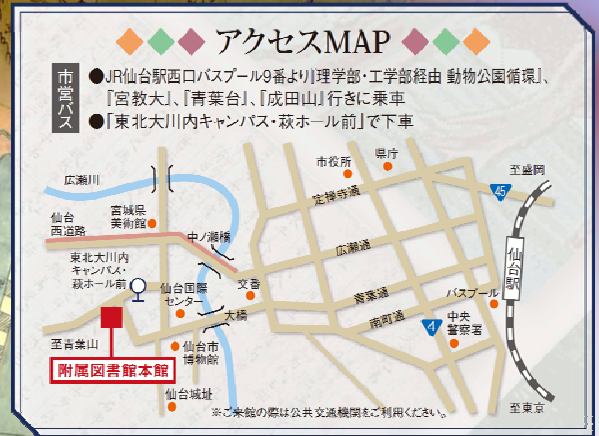 アクセスMAP
市営バス
●JR仙台駅西口バスプール9番より『理学部・工学部経由 動物公園循環』、
『宮教大』、『青葉台』、『成田山』行きに乗車
●『東北大川内キャンパス・萩ホール前』で下車
市役所
県庁
至盛岡
広瀬川
定禅寺通
45
仙台
西道路
宮城県
美術館
中ノ瀬橋
広瀬通
仙台駅
東北大川内
キャンパス・
萩ホール前
仙台国際
センター
交番
青葉通
バスプール
大橋
南町通
4
中央
警察署
至青葉山
仙台市
博物館
附属図書館本館
仙台城址
至東京
※ご来館の際は公共交通機関をご利用ください。